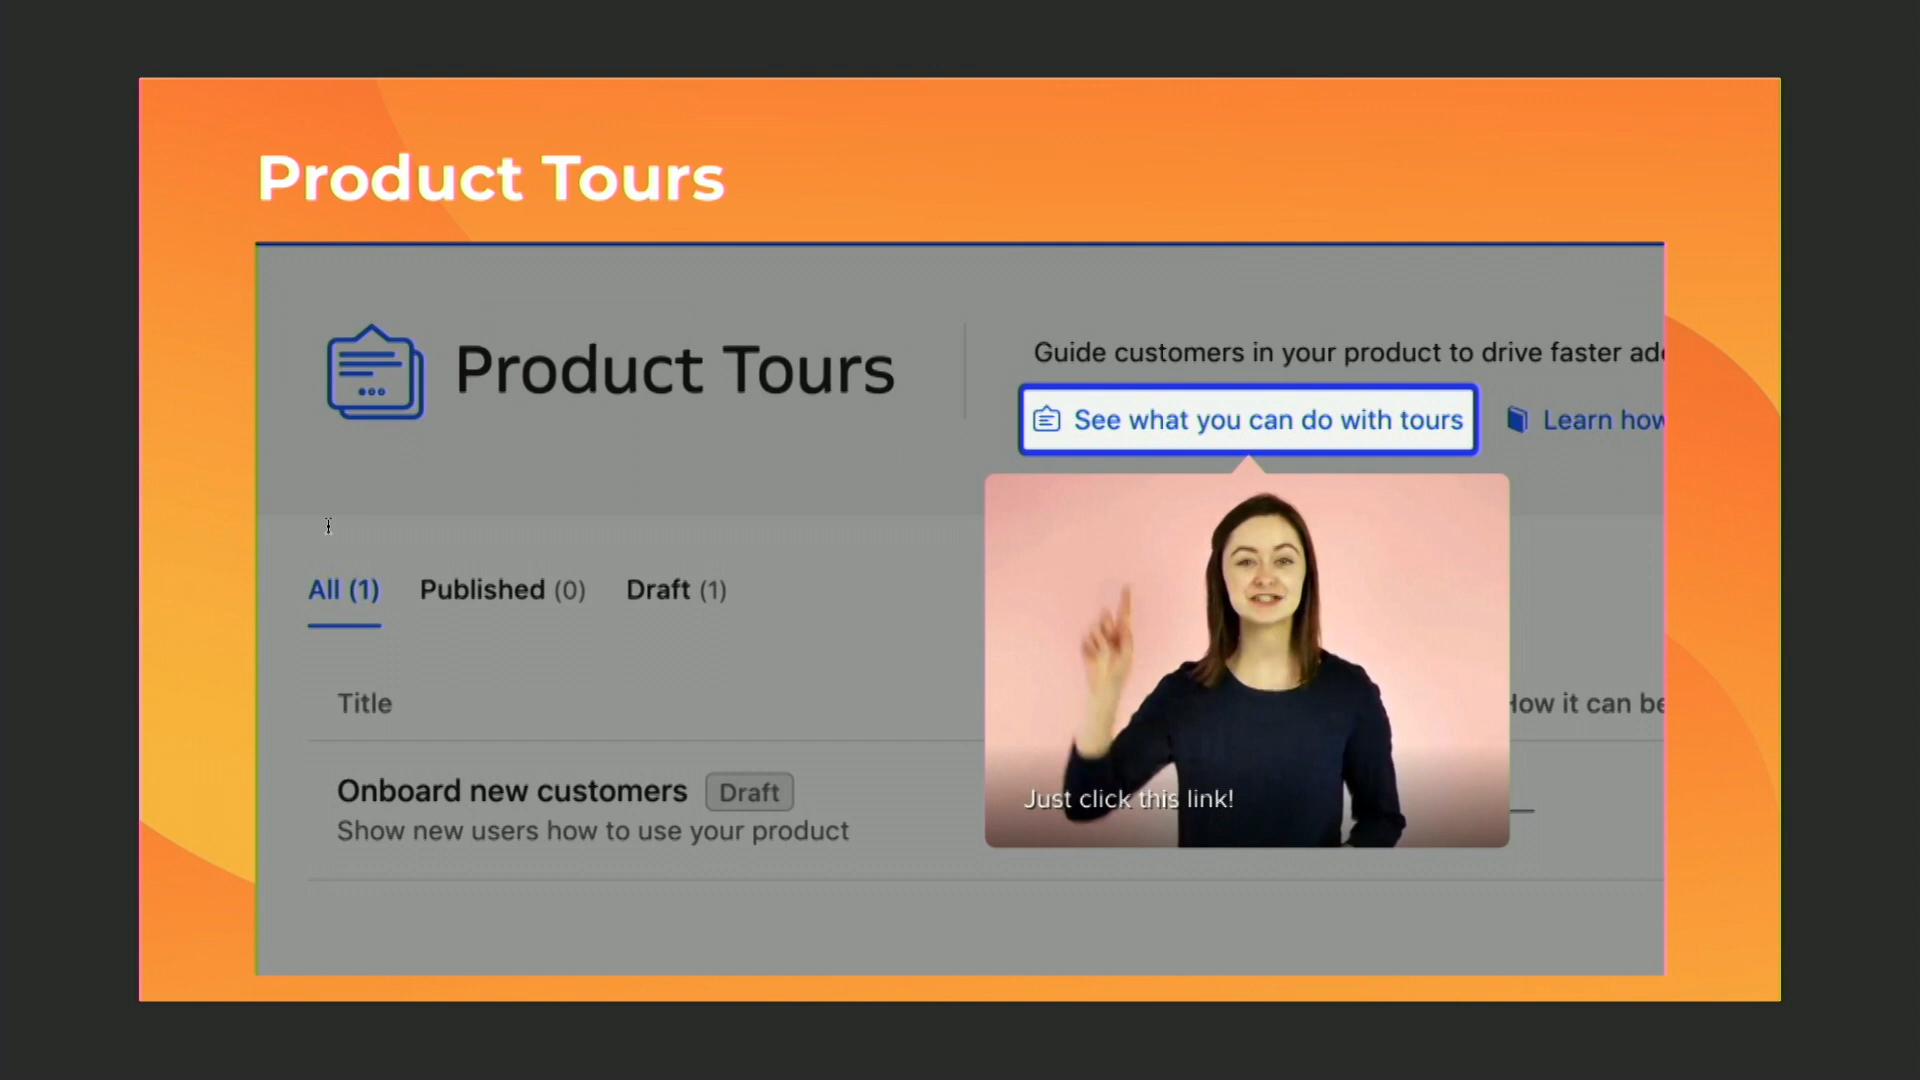 Product Tours
Product Tours
Guide customers in your product to drive faster
See what you can do with tours
Learn how
All (1) Published (0) Draft (1)
Title
How it can be
Onboard new customers Draft
Show new users how to use your product
Just click this link!